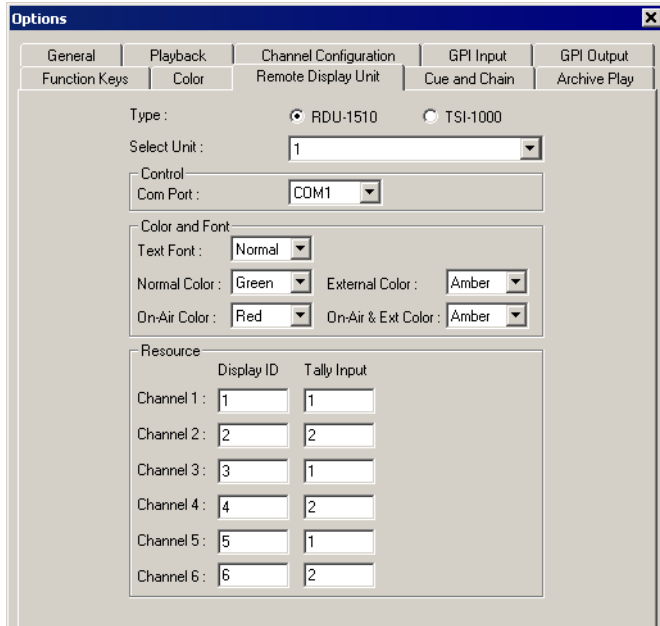 Options
General Playback Channel Configuration GPI Input GPI Output
Function Keys Color Remote Display Unit Cue and Chain Archive Play
Type : RDU-1510 TSI-1000
Select Unit : 1
Control
Com Port : COM1
Color and Font
Text Font : Normal
Normal Color : Green External Color : Amber
On-Air Color : Red On-Air & Ext Color : Amber
Resource
Display ID Tally Input
Channel 1 : 1 1
Channel 2 : 2 2
Channel 3 : 3 1
Channel 4 : 4 2
Channel 5 : 5 1
Channel 6 : 6 2